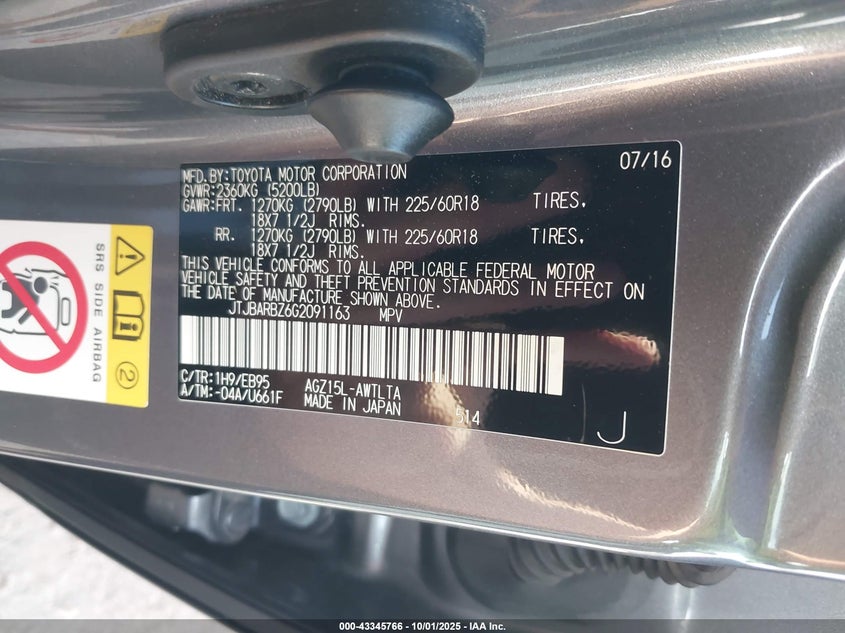 07/16
MFD.BY:TOYOTA MOTOR CORPORATION
GVWR:2360KG (5200LB)
GAWR:FRT. 1270KG (2790LB) WITH 225/60R18 TIRES,
18X7 1/2J RIMS.
RR. 1270KG (2790LB) WITH 225/60R18 TIRES,
18X7 1/2J RIMS.
THIS VEHICLE CONFORMS TO ALL APPLICABLE FEDERAL MOTOR
VEHICLE SAFETY AND THEFT PREVENTION STANDARDS IN EFFECT ON
THE DATE OF MANUFACTURE SHOWN ABOVE.
JTJBARBZ6G2091163 MPV
C/TR:1H9/EB95 AGZ15L-AWTLTA
A/TM:-04A/U661F MADE IN JAPAN 514
J
SRS SIDE AIRBAG
2
000-43345766 - 10/01/2025 - IAA Inc.